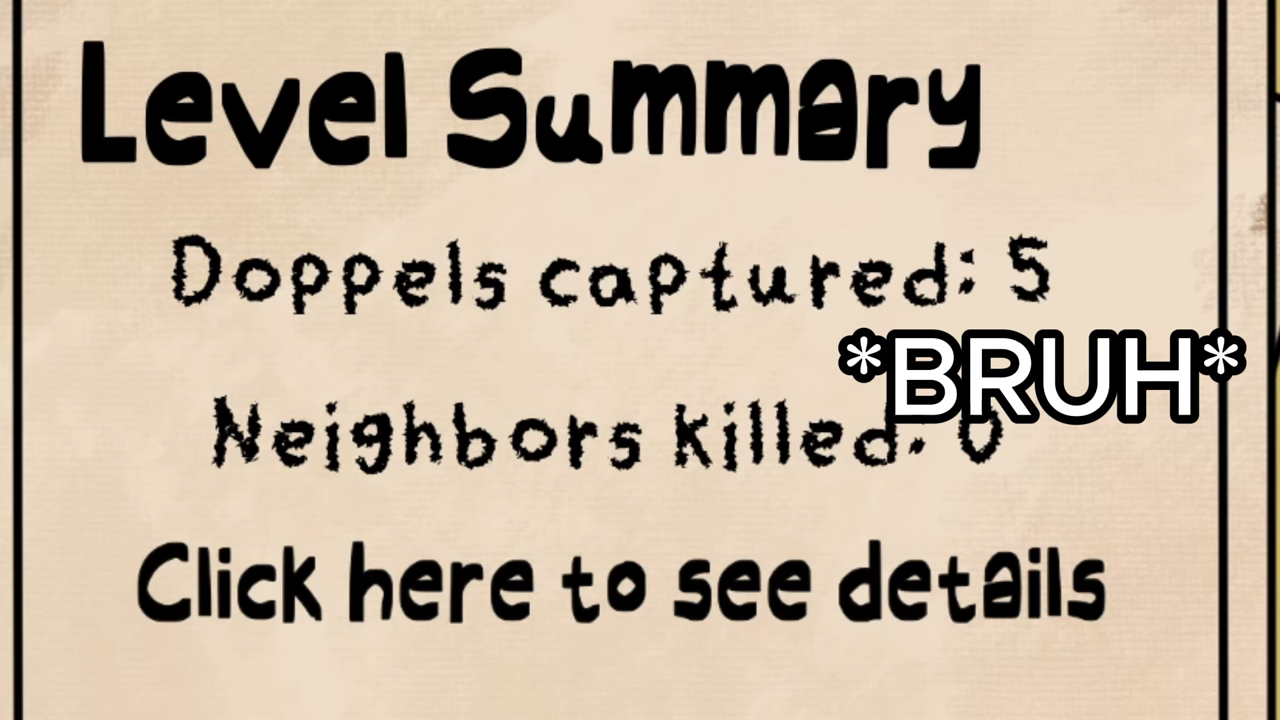 Level Summary
Doppels captured: 5
*BRUH*
Neighbors killed: 0
Click here to see details